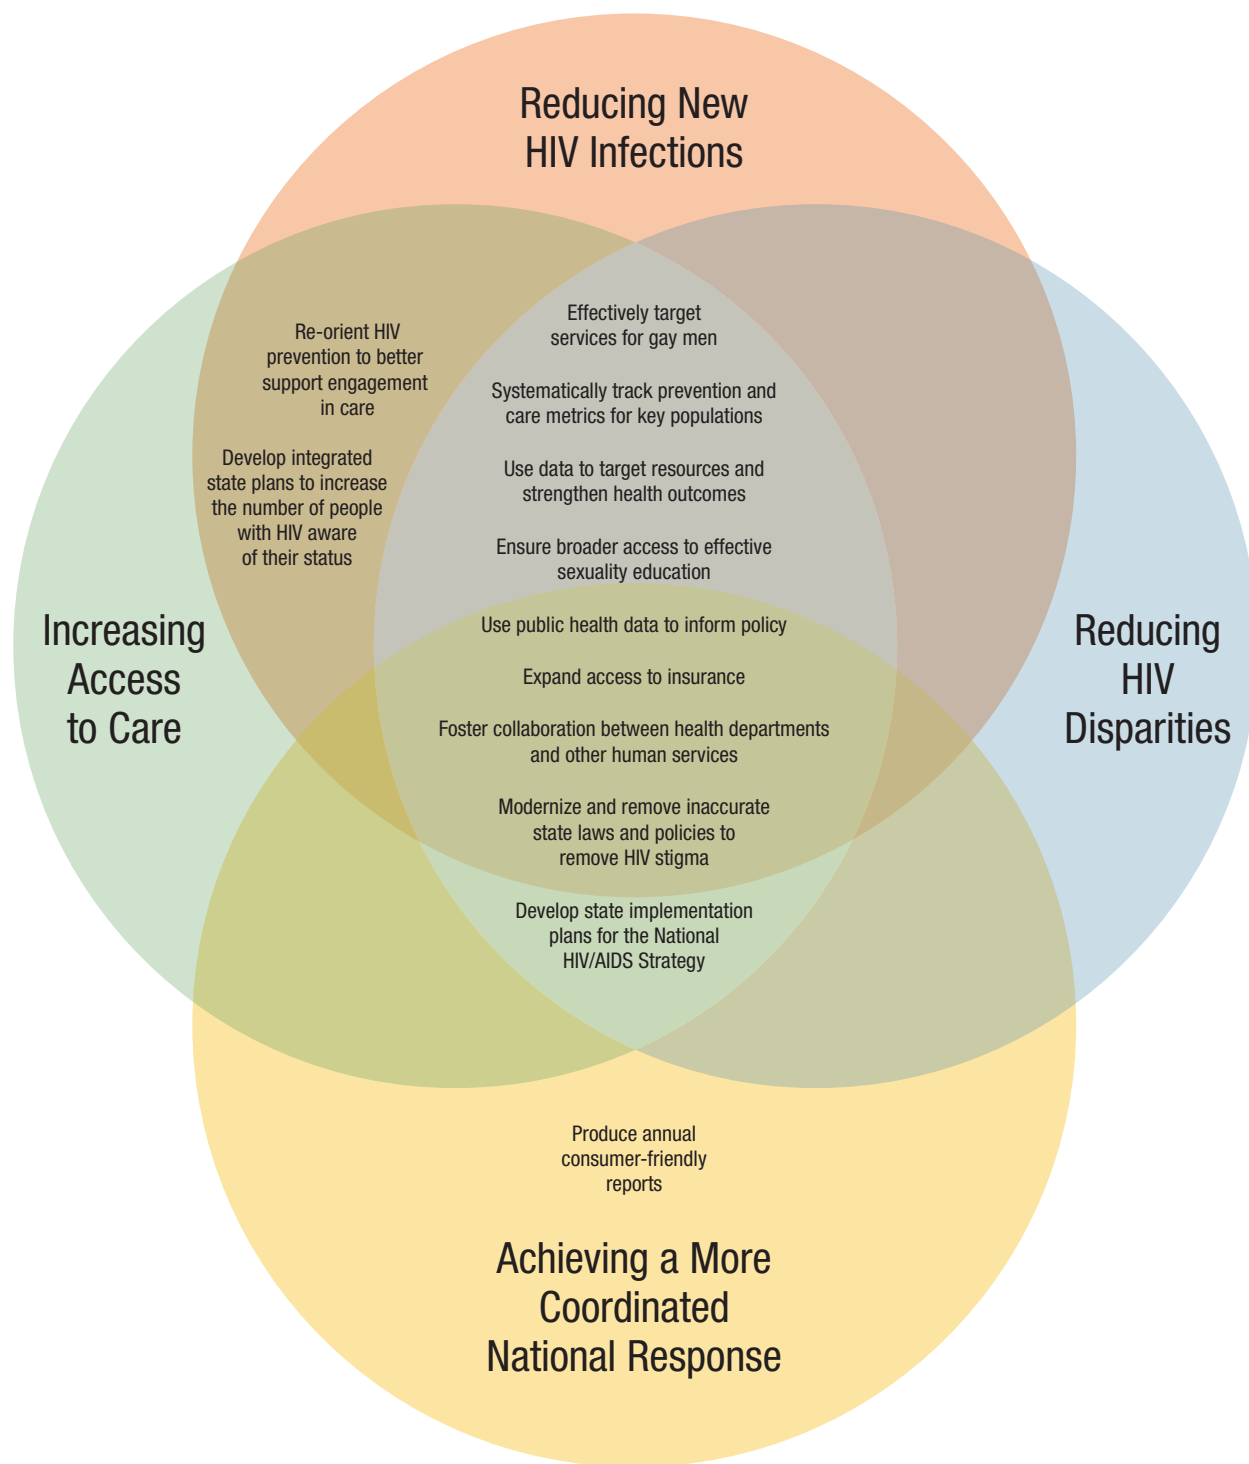 Reducing New
HIV Infections
Re-orient HIV
prevention to better
support engagement
in care
Develop integrated
state plans to increase
the number of people
with HIV aware
of their status
Effectively target
services for gay men
Systematically track prevention and
care metrics for key populations
Use data to target resources and
strengthen health outcomes
Ensure broader access to effective
sexuality education
Use public health data to inform policy
Expand access to insurance
Foster collaboration between health departments
and other human services
Modernize and remove inaccurate
state laws and policies to
remove HIV stigma
Develop state implementation
plans for the National
HIV/AIDS Strategy
Increasing
Access
to Care
Reducing
HIV
Disparities
Produce annual
consumer-friendly
reports
Achieving a More
Coordinated
National Response